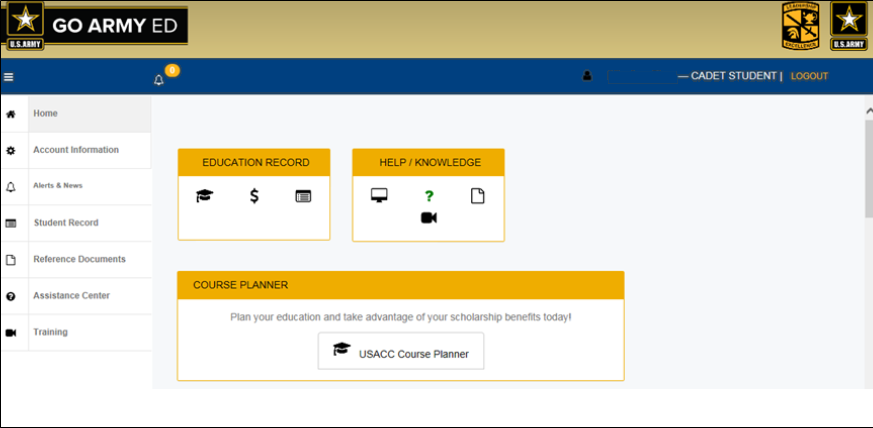 GO ARMY ED
U.S.ARMY
LEADERSHIP
EXCELLENCE
U.S.ARMY
0
— CADET STUDENT | LOGOUT
Home
Account Information
Alerts & News
Student Record
Reference Documents
Assistance Center
Training
EDUCATION RECORD
$
HELP / KNOWLEDGE
?
COURSE PLANNER
Plan your education and take advantage of your scholarship benefits today!
USACC Course Planner